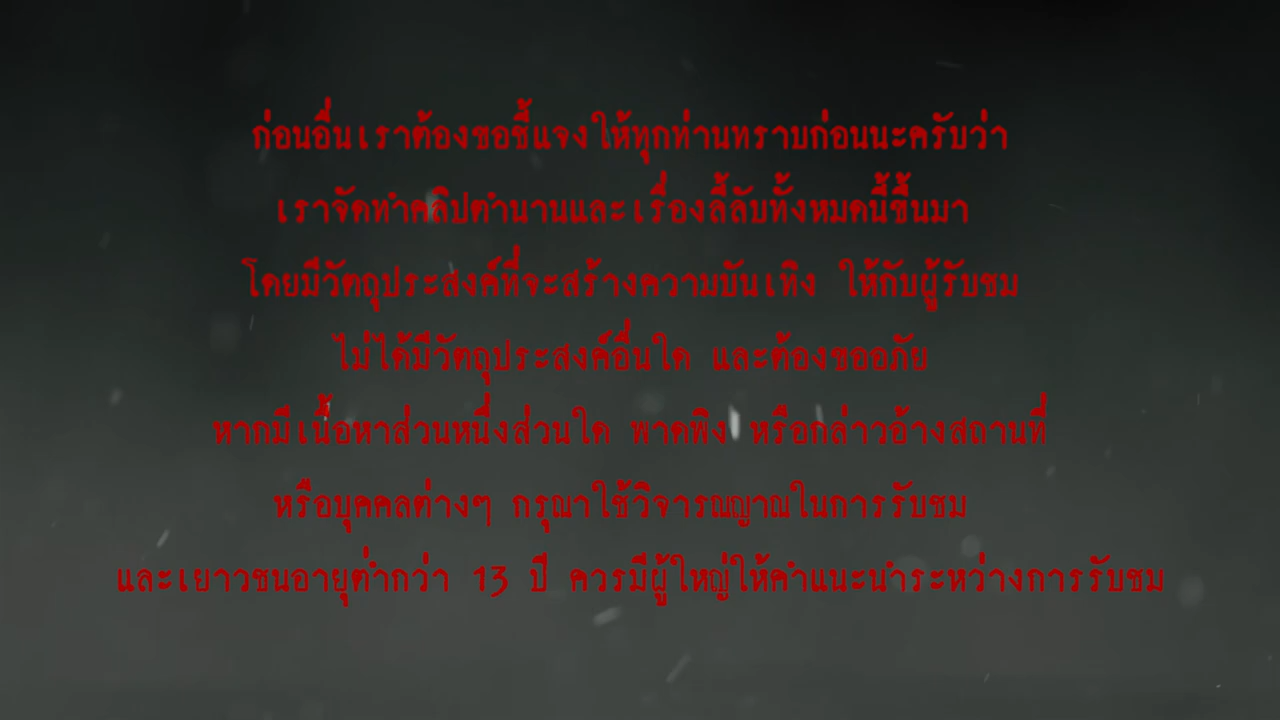 ก่อนอื่นเราต้องขอชี้แจงให้ทุกท่านทราบก่อนนะครับว่า
เราจัดทำคลิปตำนานและเรื่องลี้ลับทั้งหมดนี้ขึ้นมา
โดยมีวัตถุประสงค์ที่จะสร้างความบันเทิง ให้กับผู้รับชม
ไม่ได้มีวัตถุประสงค์อื่นใด และต้องขออภัย
หากมีเนื้อหาส่วนหนึ่งส่วนใด พาดพิง หรือกล่าวอ้างสถานที่
หรือบุคคลต่างๆ กรุณาใช้วิจารณญาณในการรับชม
และเยาวชนอายุต่ำกว่า 13 ปี ควรมีผู้ใหญ่ให้คำแนะนำระหว่างการรับชม